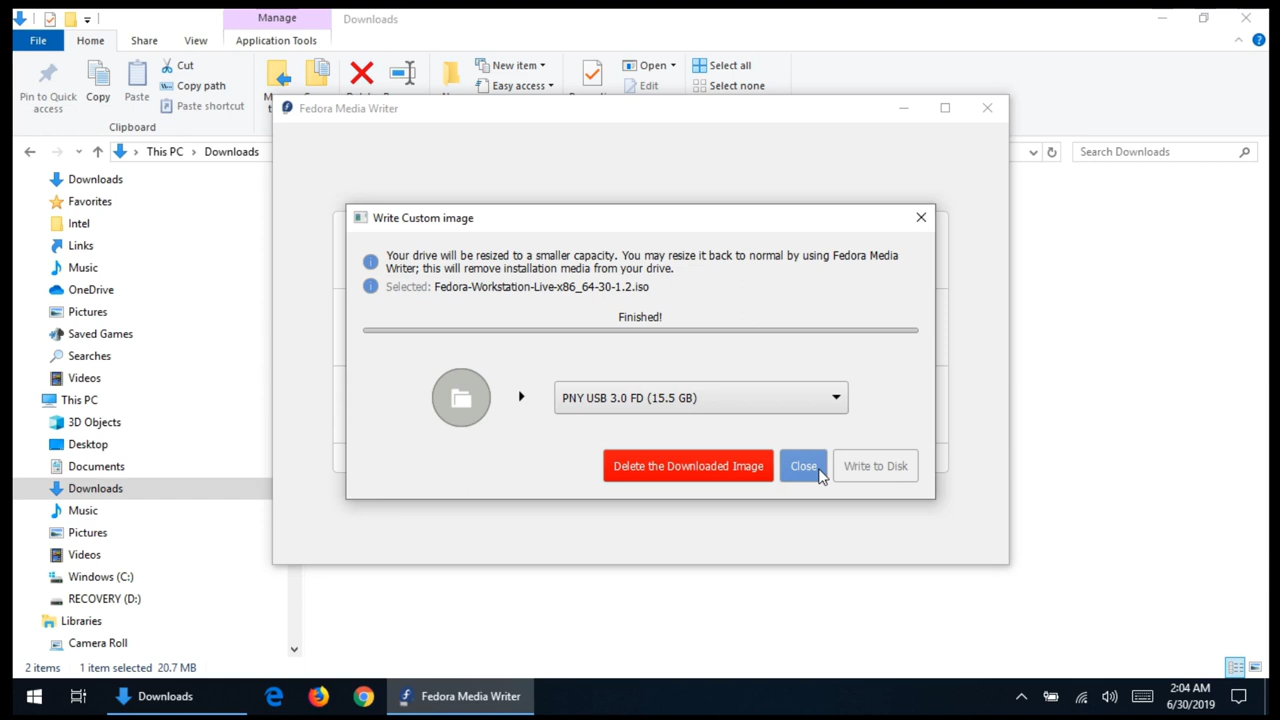 Manage
Downloads
File
Home
Share
View
Application Tools
Pin to Quick
access
Copy
Paste
Cut
Copy path
Paste shortcut
Clipboard
New item
Easy access
Open
Edit
Select all
Select none
This PC
Downloads
Search Downloads
Downloads
Favorites
Intel
Links
Music
OneDrive
Pictures
Saved Games
Searches
Videos
This PC
3D Objects
Desktop
Documents
Downloads
Music
Pictures
Videos
Windows (C:)
RECOVERY (D:)
Libraries
Camera Roll
2 items
1 item selected 20.7 MB
Fedora Media Writer
Write Custom image
Your drive will be resized to a smaller capacity. You may resize it back to normal by using Fedora Media
Writer; this will remove installation media from your drive.
Selected: Fedora-Workstation-Live-x86_64-30-1.2.iso
Finished!
PNY USB 3.0 FD (15.5 GB)
Delete the Downloaded Image
Close
Write to Disk
Downloads
Fedora Media Writer
2:04 AM
6/30/2019